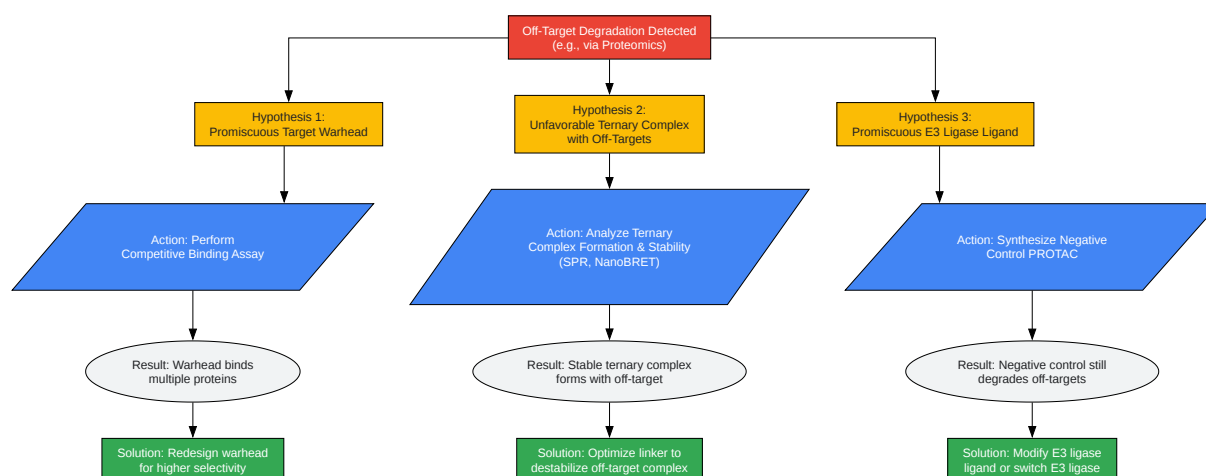 Off-Target Degradation Detected
(e.g., via Proteomics)
Hypothesis 1:
Promiscuous Target Warhead
Hypothesis 2:
Unfavorable Ternary Complex
with Off-Targets
Hypothesis 3:
Promiscuous E3 Ligase Ligand
Action: Perform
Competitive Binding Assay
Action: Analyze Ternary
Complex Formation & Stability
(SPR, NanoBRET)
Action: Synthesize Negative
Control PROTAC
Result: Warhead binds
multiple proteins
Result: Stable ternary complex
forms with off-target
Result: Negative control still
degrades off-targets
Solution: Redesign warhead
for higher selectivity
Solution: Optimize linker to
destabilize off-target complex
Solution: Modify E3 ligase
ligand or switch E3 ligase